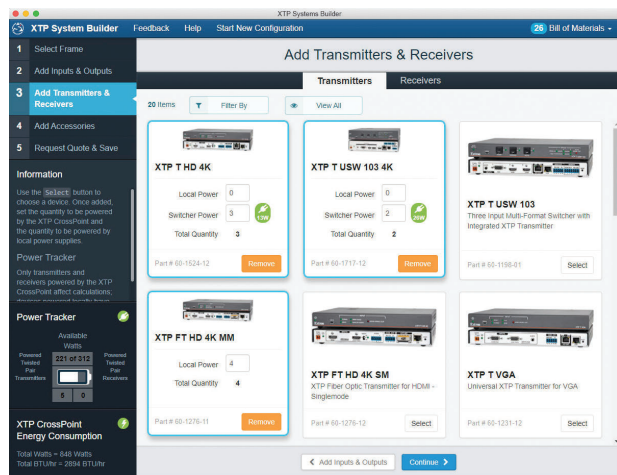 XTP Systems Builder
XTP System Builder
Feedback
Help
Start New Configuration
26 Bill of Materials
1 Select Frame
2 Add Inputs & Outputs
3 Add Transmitters &
Receivers
4 Add Accessories
5 Request Quote & Save
Information
Use the Select button to
choose a device. Once added,
set the quantity to be powered
by the XTP CrossPoint and
the quantity to be powered by
local power supplies.
Power Tracker
Only transmitters and
receivers powered by the XTP
CrossPoint affect calculations;
devices powered locally have
Power Tracker
Available
Watts
Powered
Twisted
Pair
Transmitters
221 of 312
Powered
Twisted
Pair
Receivers
5 0
XTP CrossPoint
Energy Consumption
Total Watts = 848 Watts
Total BTU/hr = 2894 BTU/hr
Add Transmitters & Receivers
Transmitters
Receivers
20 Items
Filter By
View All
XTP T HD 4K
Local Power 0
Switcher Power 3
13W
Total Quantity 3
Part # 60-1524-12
Remove
XTP T USW 103 4K
Local Power 0
Switcher Power 2
Total Quantity 2
Part # 60-1717-12
Remove
XTP T USW 103
Three Input Multi-Format Switcher with
Integrated XTP Transmitter
Part # 60-1198-01
Select
XTP FT HD 4K MM
Local Power 4
Total Quantity 4
Part # 60-1276-11
Remove
XTP FT HD 4K SM
XTP Fiber Optic Transmitter for HDMI -
Singlemode
Part # 60-1276-12
Select
XTP T VGA
Universal XTP Transmitter for VGA
Part # 60-1231-12
Select
Add Inputs & Outputs
Continue